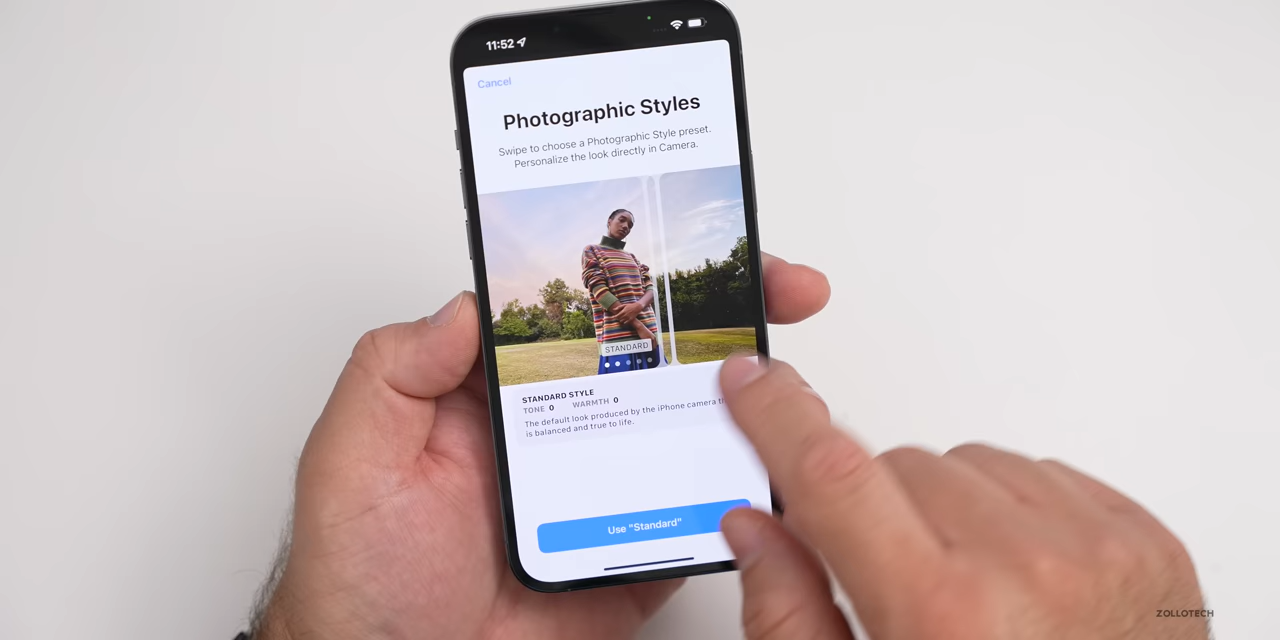 11:52
Cancel
Photographic Styles
Swipe to choose a Photographic Style preset.
Personalize the look directly in Camera.
STANDARD
STANDARD STYLE
TONE 0 WARMTH 0
The default look produced by the iPhone camera
is balanced and true to life.
Use "Standard"
ZOLLOTECH